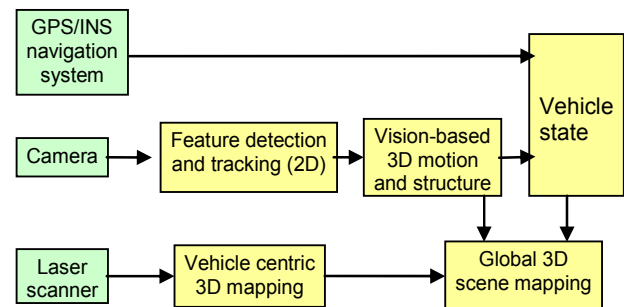 GPS/INS
navigation
system
Vehicle
state
Camera
Feature detection
and tracking (2D)
Vision-based
3D motion
and structure
Laser
scanner
Vehicle centric
3D mapping
Global 3D
scene mapping